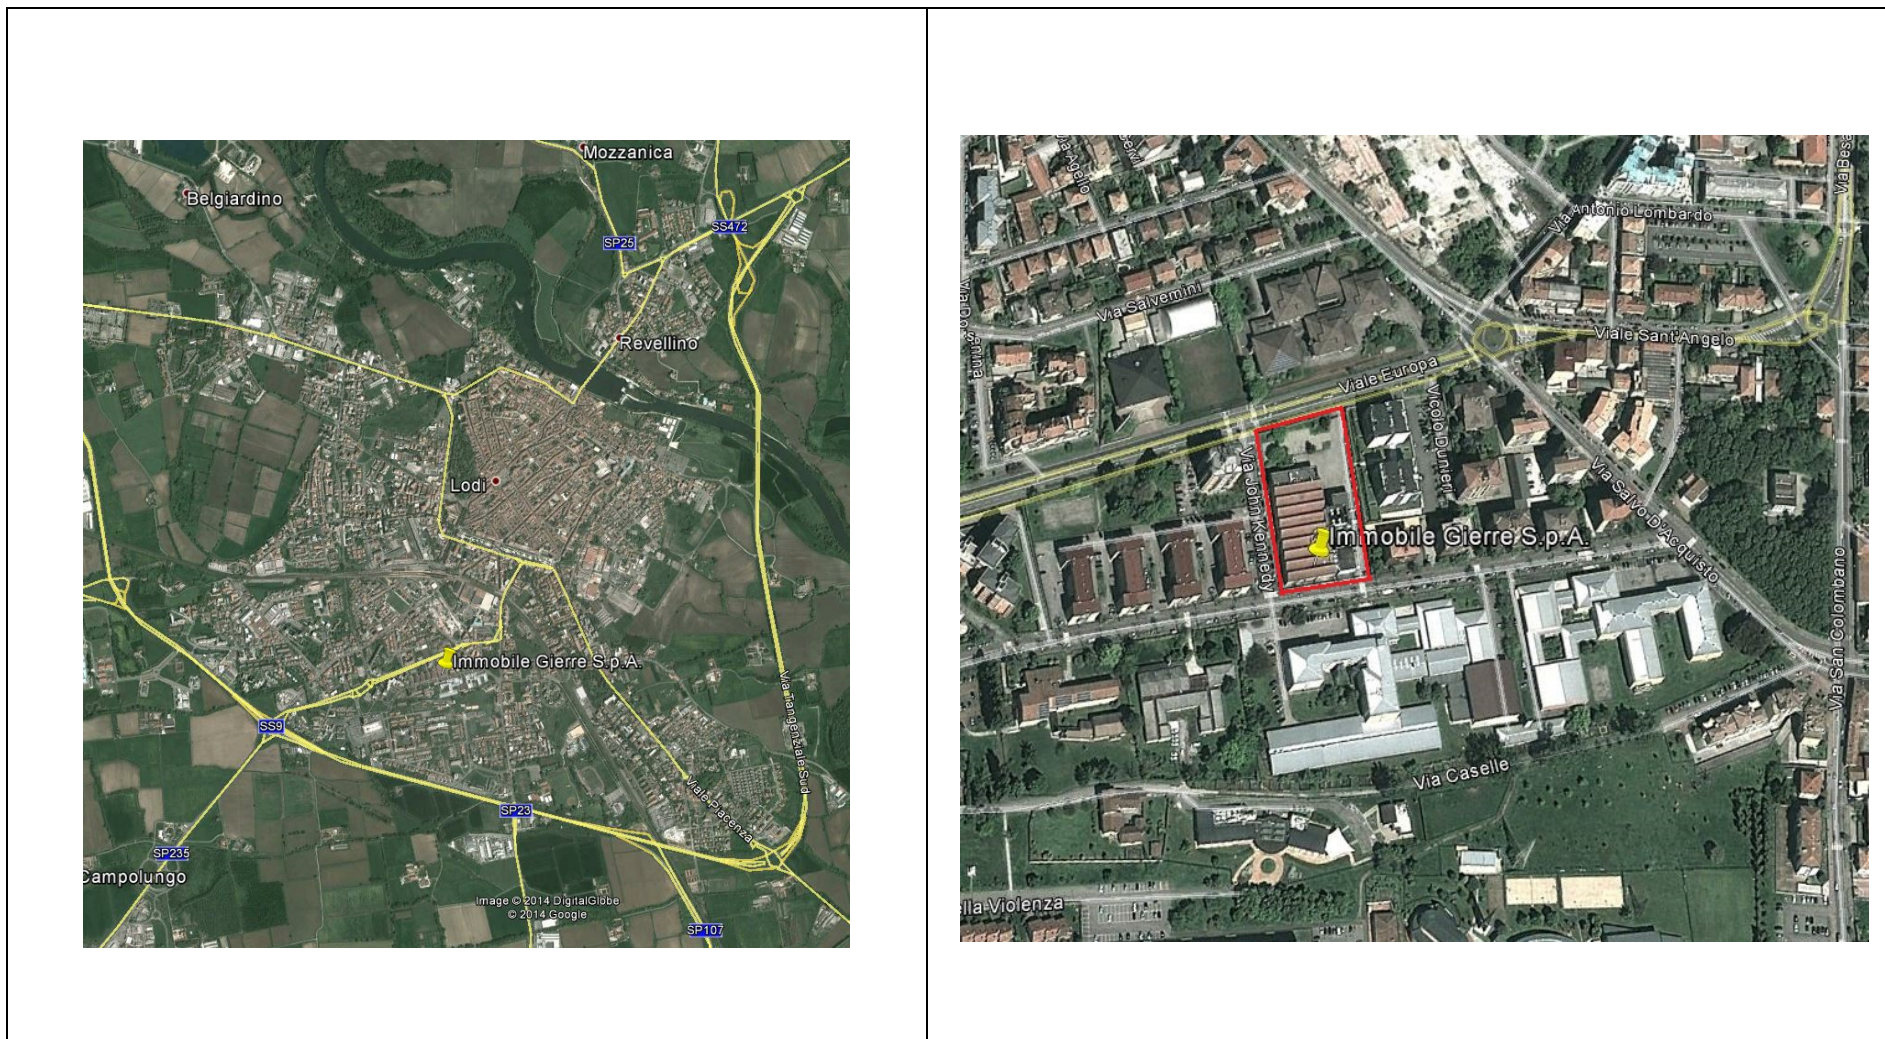 Mozzanica
Belgiardino
SS472
SP25
Revellino
Lodi
Immobile Gierre S.p.A.
Via Tangenziale Sud
SS9
Viale Piacenza
SP23
SP235
Campolungo
Image © 2014 DigitalGlobe
© 2014 Google
SP107
Via Antonio Lombardo
Via Salvemini
Viale Sant'Angelo
Viale Europa
Vicolo Dunieri
Via John Kennedy
Via Salvo D'Acquisto
Immobile Gierre S.p.A.
Via San Colombano
Via Caselle
ella Violenza